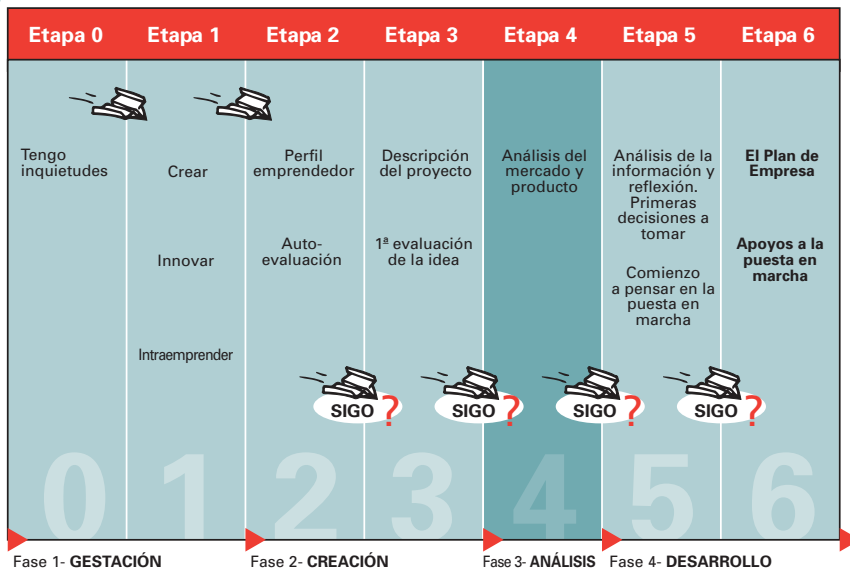 Etapa 0
Etapa 1
Etapa 2
Etapa 3
Etapa 4
Etapa 5
Etapa 6
Tengo
inquietudes
Crear
Innovar
Intraemprender
Perfil
emprendedor
Auto-
evaluación
Descripción
del proyecto
1ª evaluación
de la idea
Análisis del
mercado y
producto
Análisis de la
información y
reflexión.
Primeras
decisiones a
tomar
Comienzo
a pensar en la
puesta en
marcha
El Plan de
Empresa
Apoyos a la
puesta en
marcha
SIGO?
SIGO?
SIGO?
SIGO?
0
1
2
3
4
5
6
Fase 1- GESTACIÓN
Fase 2- CREACIÓN
Fase 3- ANÁLISIS
Fase 4- DESARROLLO